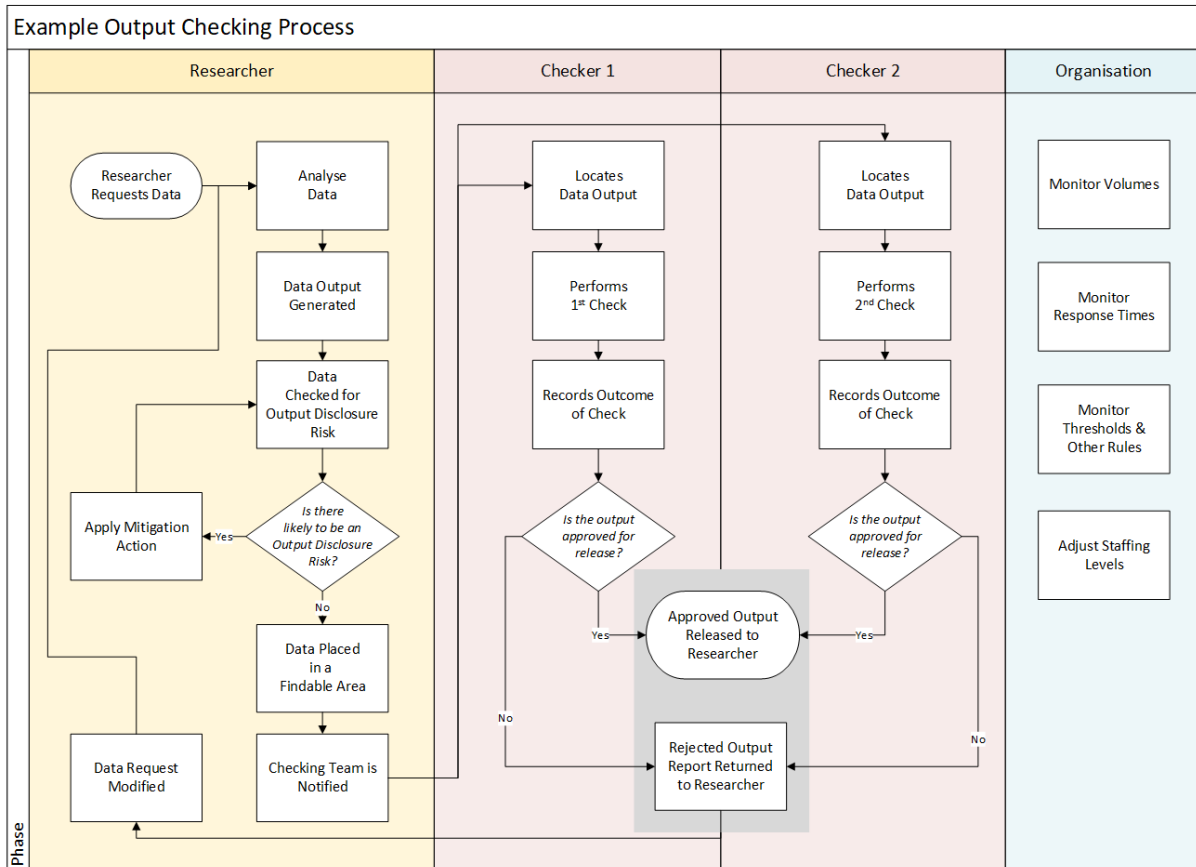 Example Output Checking Process
Phase
Researcher
Checker 1
Checker 2
Organisation
Researcher
Requests Data
Analyse
Data
Data Output
Generated
Data
Checked for
Output Disclosure
Risk
Is there
likely to be an
Output Disclosure
Risk?
Yes
Apply Mitigation
Action
No
Data Placed
in a
Findable Area
Checking Team is
Notified
Data Request
Modified
Locates
Data Output
Performs
1st Check
Records Outcome
of Check
Is the output
approved for
release?
Yes
No
Locates
Data Output
Performs
2nd Check
Records Outcome
of Check
Is the output
approved for
release?
Yes
No
Approved Output
Released to
Researcher
Rejected Output
Report Returned
to Researcher
Monitor Volumes
Monitor
Response Times
Monitor
Thresholds &
Other Rules
Adjust Staffing
Levels